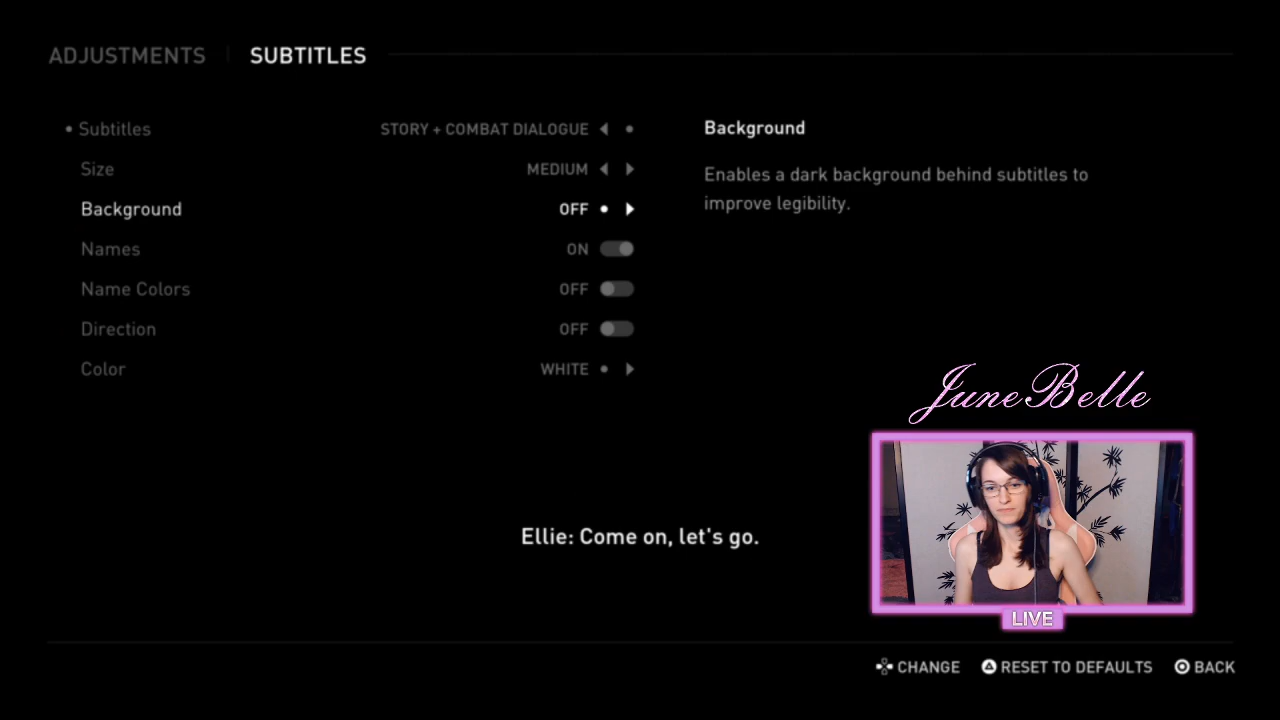 ADJUSTMENTS
SUBTITLES
Subtitles STORY + COMBAT DIALOGUE
Size MEDIUM
Background OFF
Names ON
Name Colors OFF
Direction OFF
Color WHITE
Background
Enables a dark background behind subtitles to
improve legibility.
JuneBelle
Ellie: Come on, let's go.
LIVE
CHANGE RESET TO DEFAULTS BACK